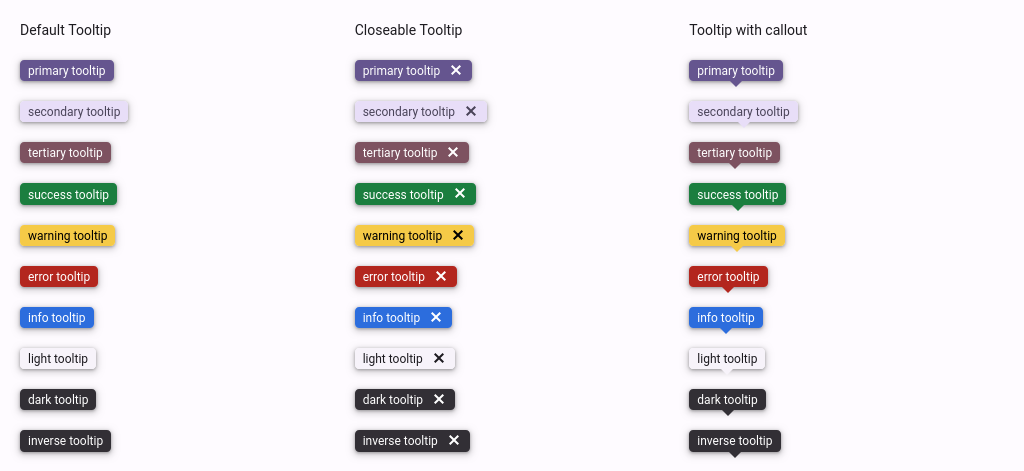 Default Tooltip
primary tooltip
secondary tooltip
tertiary tooltip
success tooltip
warning tooltip
error tooltip
info tooltip
light tooltip
dark tooltip
inverse tooltip
Closeable Tooltip
primary tooltip ✕
secondary tooltip ✕
tertiary tooltip ✕
success tooltip ✕
warning tooltip ✕
error tooltip ✕
info tooltip ✕
light tooltip ✕
dark tooltip ✕
inverse tooltip ✕
Tooltip with callout
primary tooltip
secondary tooltip
tertiary tooltip
success tooltip
warning tooltip
error tooltip
info tooltip
light tooltip
dark tooltip
inverse tooltip